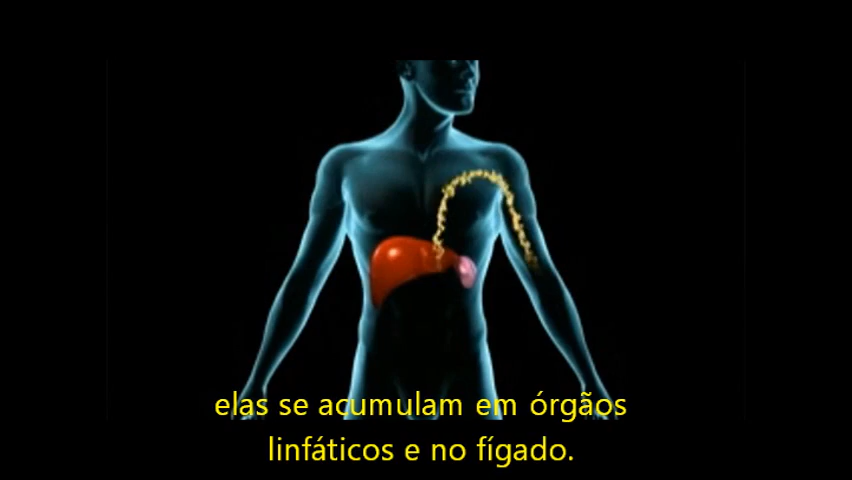 elas se acumulam em órgãos
linfáticos e no fígado.